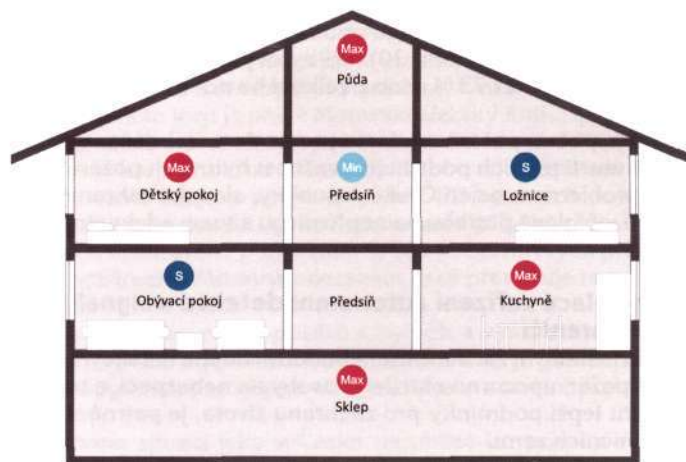 Max
Půda
Max
Min
S
Dětský pokoj
Předsíň
Ložnice
S
Max
Obývací pokoj
Předsíň
Kuchyně
Max
Sklep